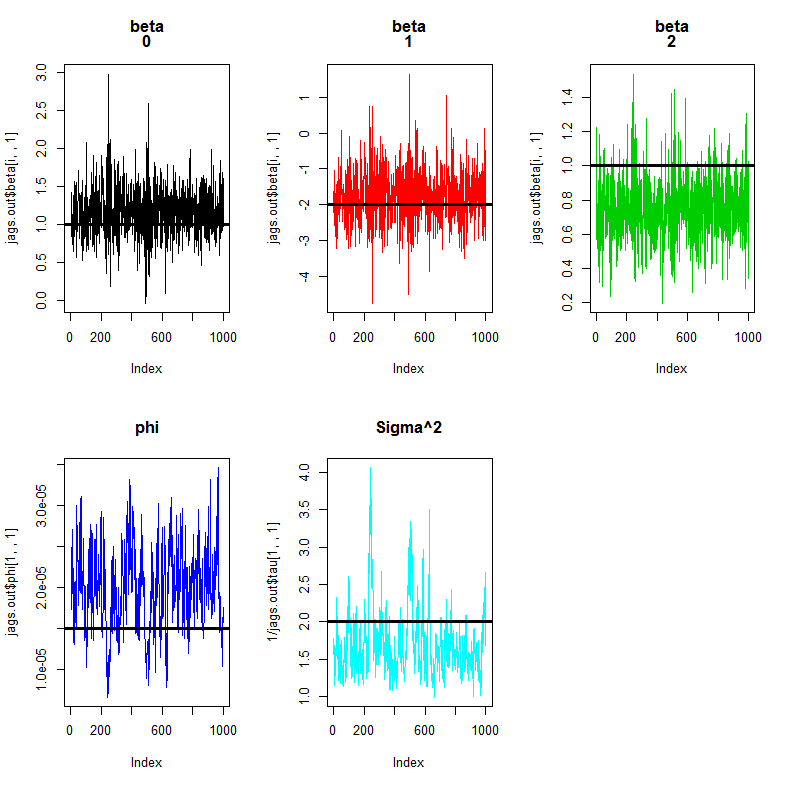 beta
0
jags.out$beta[i, , 1]
3.0
2.5
2.0
1.5
1.0
0.5
0.0
0 200 600 1000
Index
beta
1
jags.out$beta[i, , 1]
1
0
-1
-2
-3
-4
0 200 600 1000
Index
beta
2
jags.out$beta[i, , 1]
1.4
1.2
1.0
0.8
0.6
0.4
0.2
0 200 600 1000
Index
phi
jags.out$phi[1, , 1]
3.0e-05
2.0e-05
1.0e-05
0 200 600 1000
Index
Sigma^2
1/jags.out$tau[1, , 1]
4.0
3.5
3.0
2.5
2.0
1.5
1.0
0 200 600 1000
Index